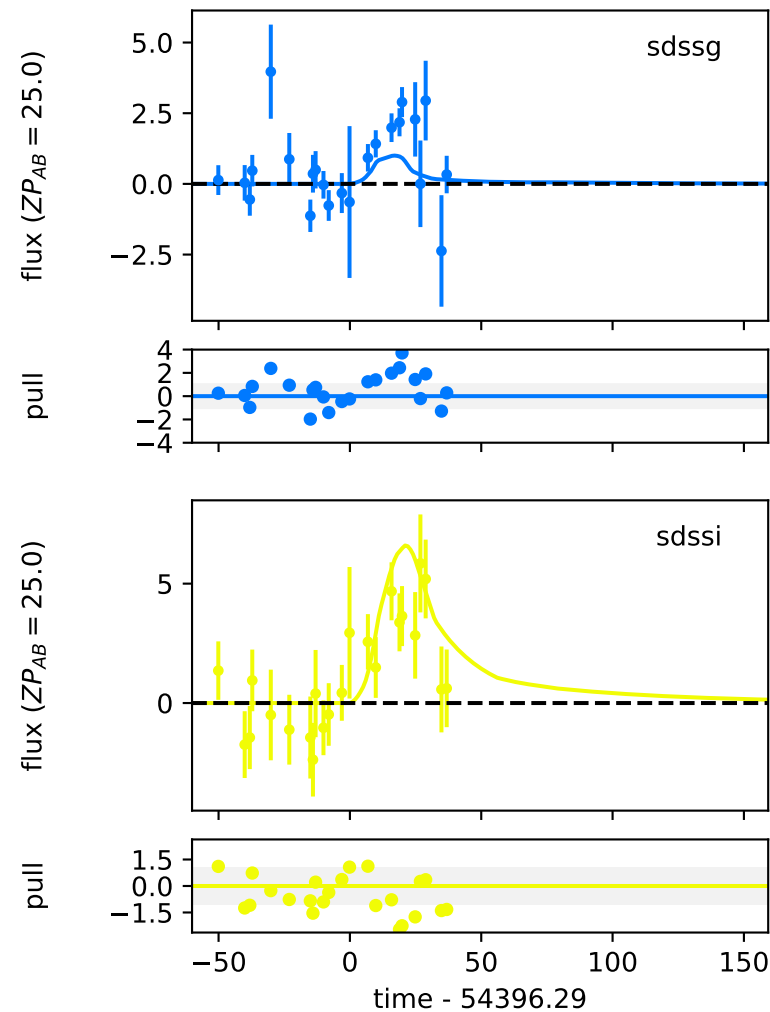 flux (ZP_AB = 25.0)
5.0
2.5
0.0
−2.5
sdssg
pull
4
2
0
−2
−4
flux (ZP_AB = 25.0)
5
0
sdssi
pull
1.5
0.0
−1.5
−50 0 50 100 150
time - 54396.29